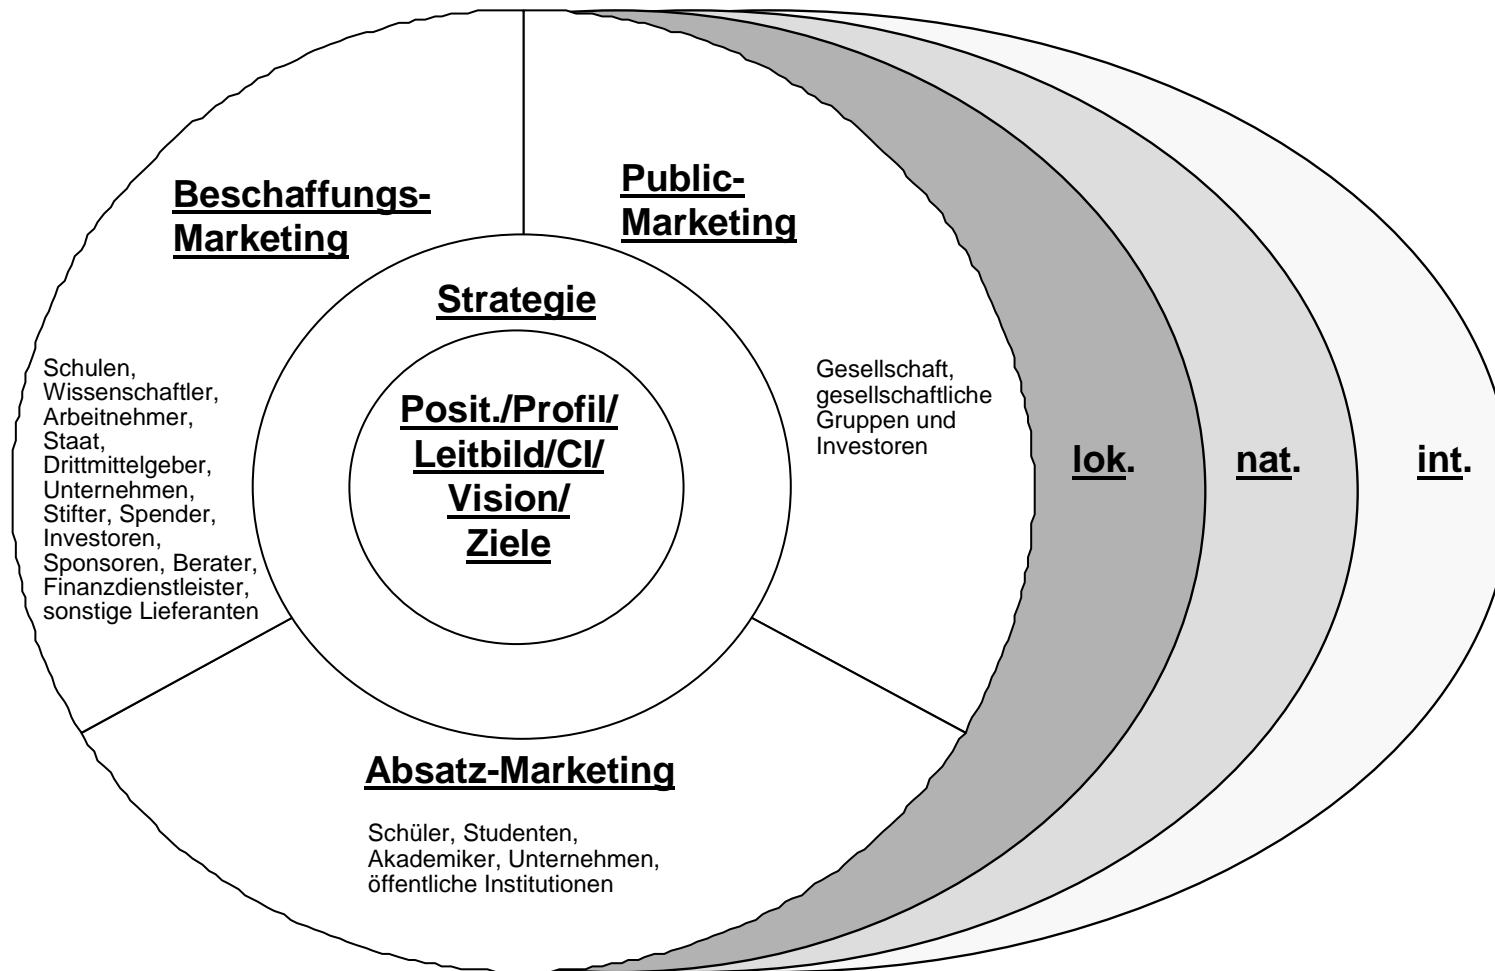 Beschaffungs-
Marketing
Public-
Marketing
Strategie
Posit./Profil/
Leitbild/CI/
Vision/
Ziele
Schulen,
Wissenschaftler,
Arbeitnehmer,
Staat,
Drittmittelgeber,
Unternehmen,
Stifter, Spender,
Investoren,
Sponsoren, Berater,
Finanzdienstleister,
sonstige Lieferanten
Gesellschaft,
gesellschaftliche
Gruppen und
Investoren
lok.
nat.
int.
Absatz-Marketing
Schüler, Studenten,
Akademiker, Unternehmen,
öffentliche Institutionen